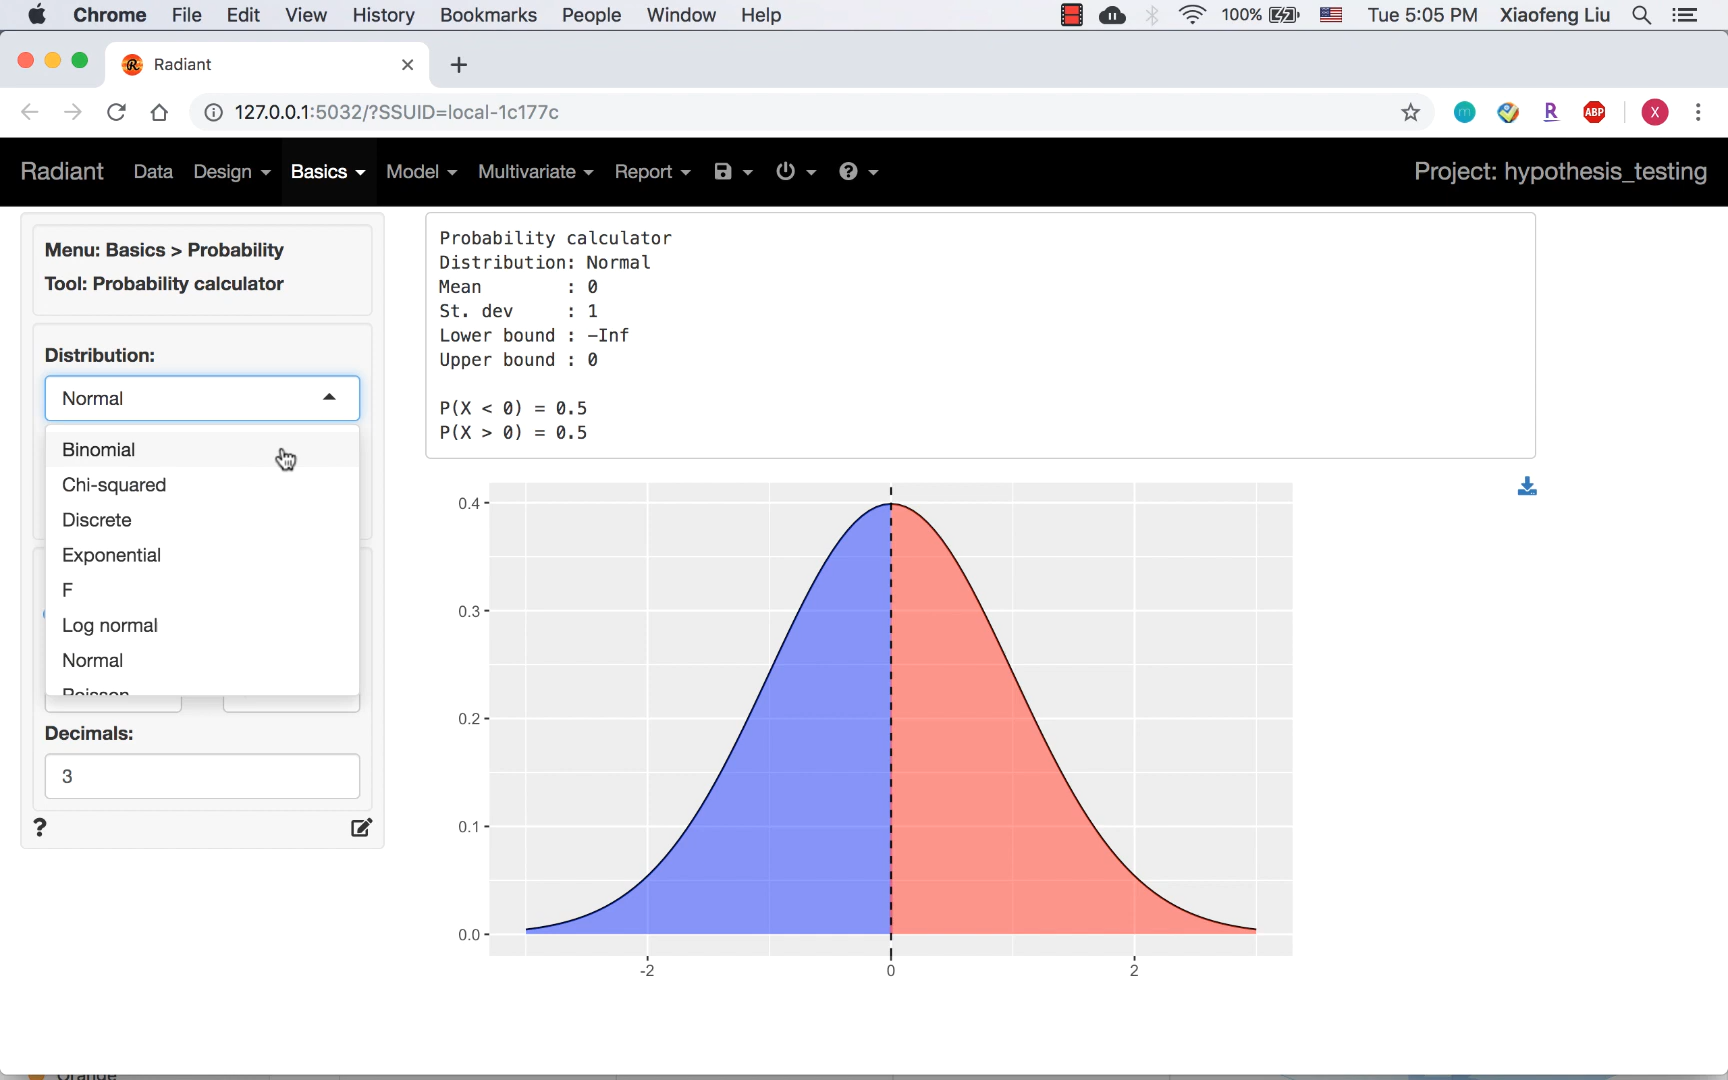 Chrome File Edit View History Bookmarks People Window Help 100% Tue 5:05 PM Xiaofeng Liu
Radiant
127.0.0.1:5032/?SSUID=local-1c177c
m R ABP X
Radiant Data Design Basics Model Multivariate Report ? Project: hypothesis_testing
Menu: Basics > Probability
Tool: Probability calculator
Distribution:
Normal
Binomial
Chi-squared
Discrete
Exponential
F
Log normal
Normal
Poisson
Decimals:
3
?
Probability calculator
Distribution: Normal
Mean : 0
St. dev : 1
Lower bound : -Inf
Upper bound : 0
P(X < 0) = 0.5
P(X > 0) = 0.5
0.4
0.3
0.2
0.1
0.0
-2 0 2
Orange